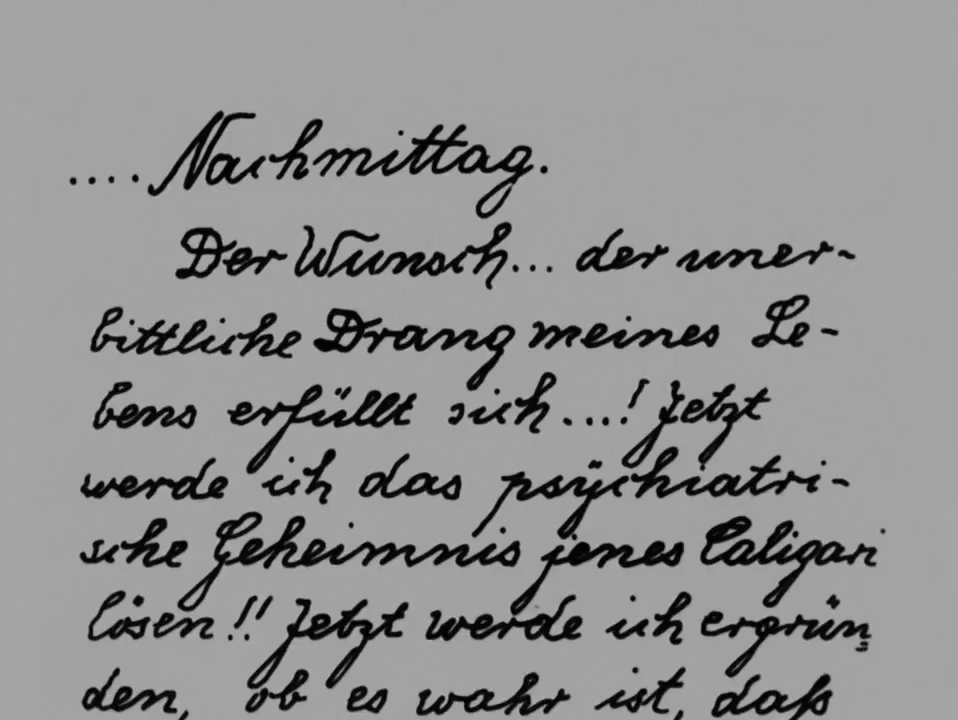 .... Nachmittag.
Der Wunsch... der uner-
bittliche Drang meines Le-
bens erfüllt sich...! Jetzt
werde ich das psÿchiatri-
sche Geheimnis jenes Caligari
lösen!! Jetzt werde ich ergrün=
den, ob es wahr ist, daß